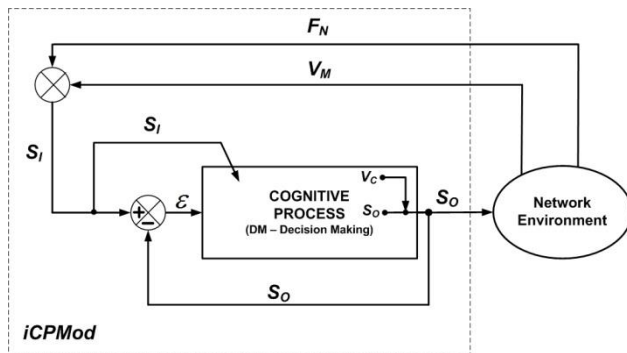 F_N
V_M
S_I
S_I
V_C
ε
COGNITIVE
PROCESS
(DM – Decision Making)
S_O
S_O
Network
Environment
+
−
S_O
iCPMod